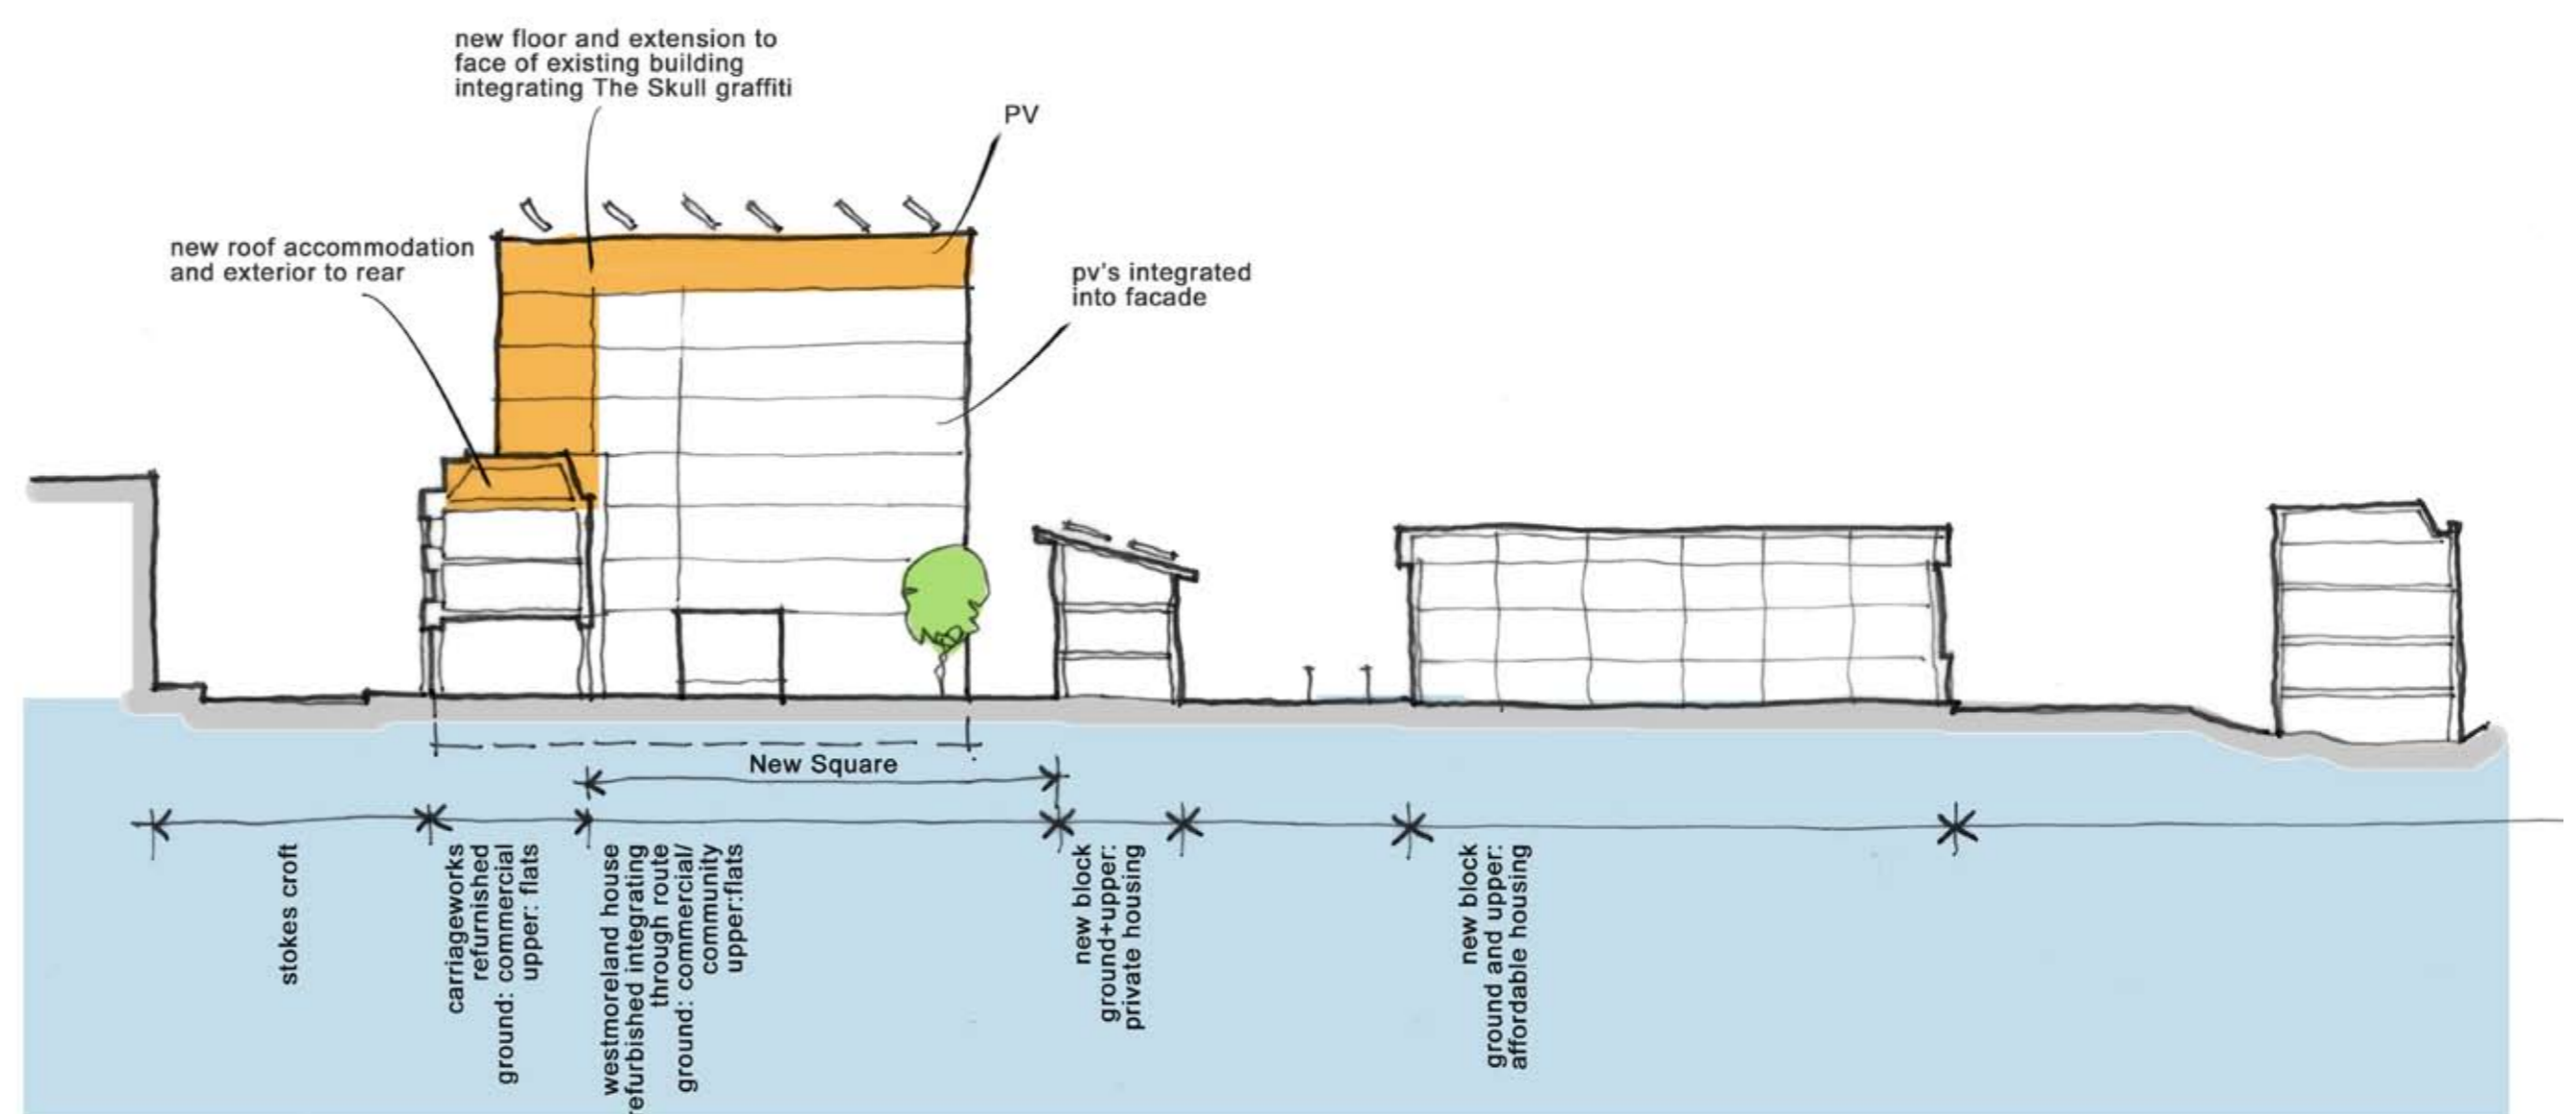 new floor and extension to
face of existing building
integrating The Skull graffiti
PV
new roof accommodation
and exterior to rear
pv's integrated
into facade
New Square
stokes croft
carriageworks
refurnished
ground: commercial
upper: flats
westmoreland house
refurbished integrating
through route
ground: commercial/
community
upper:flats
new block
ground+upper:
private housing
new block
ground and upper:
affordable housing